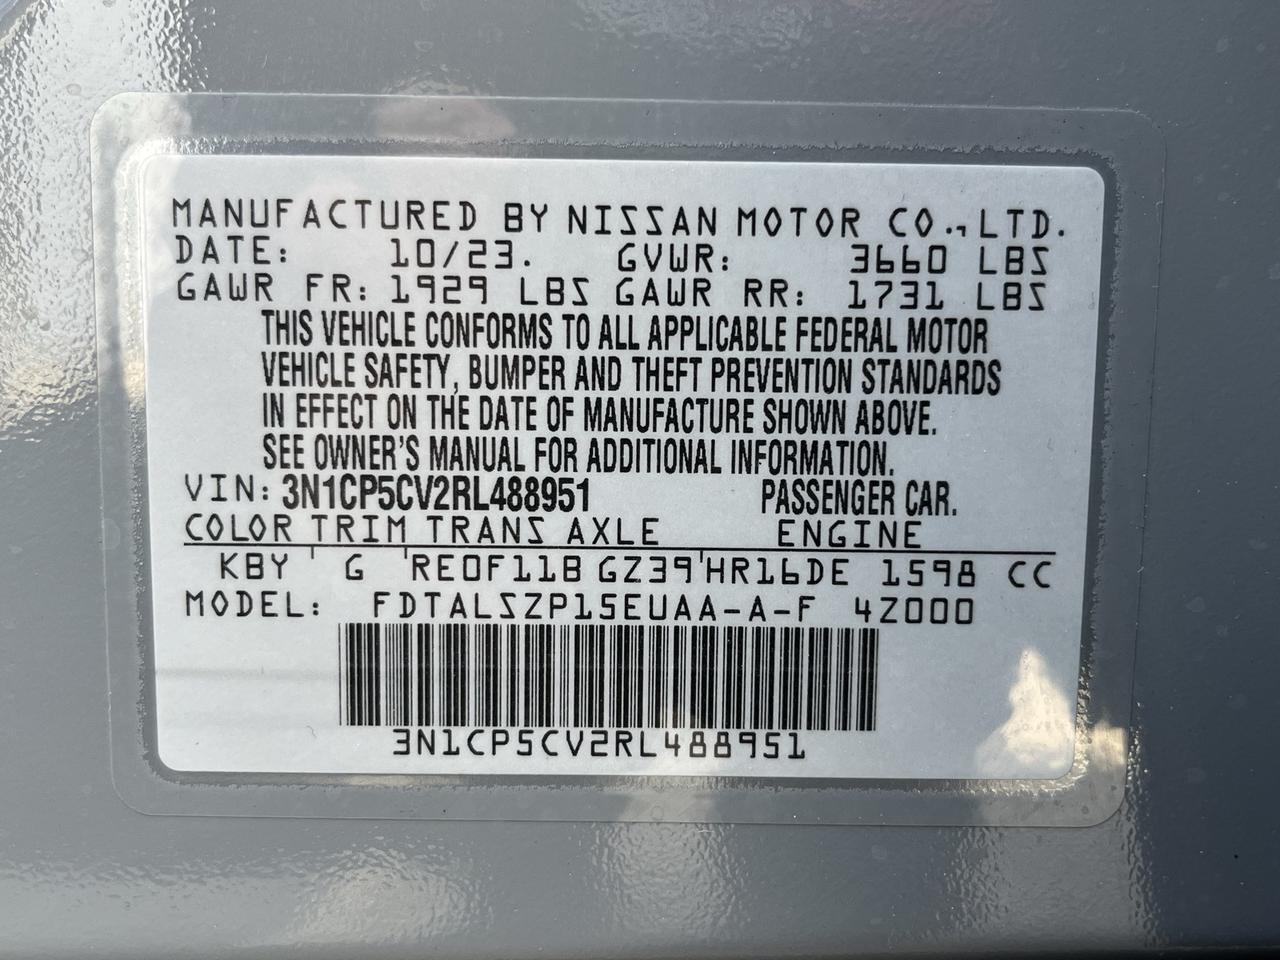 MANUFACTURED BY NISSAN MOTOR CO., LTD.
DATE: 10/23. GVWR: 3660 LBS
GAWR FR: 1929 LBS GAWR RR: 1731 LBS
THIS VEHICLE CONFORMS TO ALL APPLICABLE FEDERAL MOTOR
VEHICLE SAFETY, BUMPER AND THEFT PREVENTION STANDARDS
IN EFFECT ON THE DATE OF MANUFACTURE SHOWN ABOVE.
SEE OWNER'S MANUAL FOR ADDITIONAL INFORMATION.
VIN: 3N1CP5CV2RL488951 PASSENGER CAR.
COLOR TRIM TRANS AXLE ENGINE
KBY G RE0F11B GZ39 HR16DE 1598 CC
MODEL: FDTALSZP15EUAA-A-F 4Z000
3N1CP5CV2RL488951